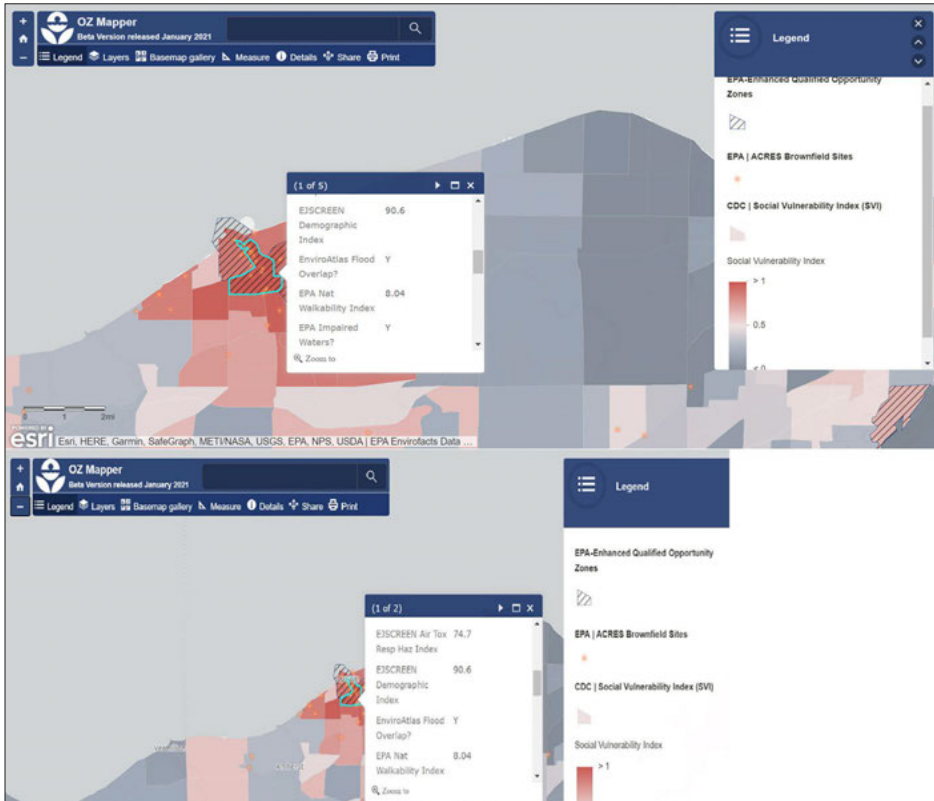 +
OZ Mapper
Beta Version released January 2021
−
Legend Layers Basemap gallery Measure Details Share Print
Legend
EPA-Enhanced Qualified Opportunity
Zones
EPA | ACRES Brownfield Sites
CDC | Social Vulnerability Index (SVI)
Social Vulnerability Index
> 1
0.5
< 0
(1 of 5)
EJSCREEN 90.6
Demographic
Index
EnviroAtlas Flood Y
Overlap?
EPA Nat 8.04
Walkability Index
EPA Impaired Y
Waters?
Zoom to
0 1 2mi
POWERED BY
esri Esri, HERE, Garmin, SafeGraph, METI/NASA, USGS, EPA, NPS, USDA | EPA Envirofacts Data ...
+
OZ Mapper
Beta Version released January 2021
−
Legend Layers Basemap gallery Measure Details Share Print
Legend
EPA-Enhanced Qualified Opportunity
Zones
EPA | ACRES Brownfield Sites
CDC | Social Vulnerability Index (SVI)
Social Vulnerability Index
> 1
(1 of 2)
EJSCREEN Air Tox 74.7
Resp Haz Index
EJSCREEN 90.6
Demographic
Index
EnviroAtlas Flood Y
Overlap?
EPA Nat 8.04
Walkability Index
Zoom to